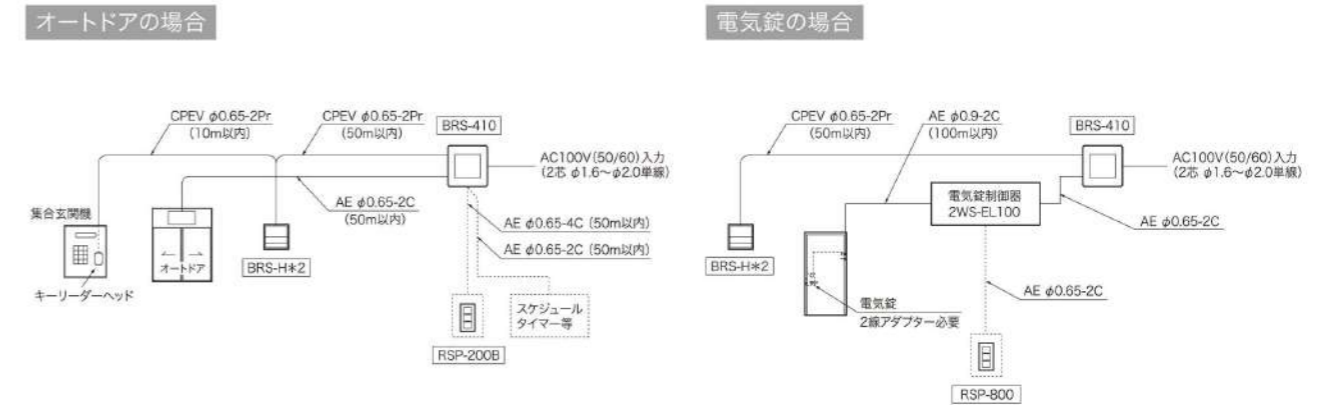 オートドアの場合
CPEV φ0.65-2Pr
(10m以内)
CPEV φ0.65-2Pr
(50m以内)
BRS-410
AC100V(50/60)入力
(2芯 φ1.6～φ2.0単線)
AE φ0.65-2C
(50m以内)
AE φ0.65-4C (50m以内)
AE φ0.65-2C (50m以内)
集合玄関機
オートドア
BRS-H*2
キーリーダーヘッド
スケジュール
タイマー等
RSP-200B
電気錠の場合
CPEV φ0.65-2Pr
(50m以内)
AE φ0.9-2C
(100m以内)
BRS-410
AC100V(50/60)入力
(2芯 φ1.6～φ2.0単線)
電気錠制御器
2WS-EL100
AE φ0.65-2C
BRS-H*2
電気錠
2線アダプター必要
AE φ0.65-2C
RSP-800